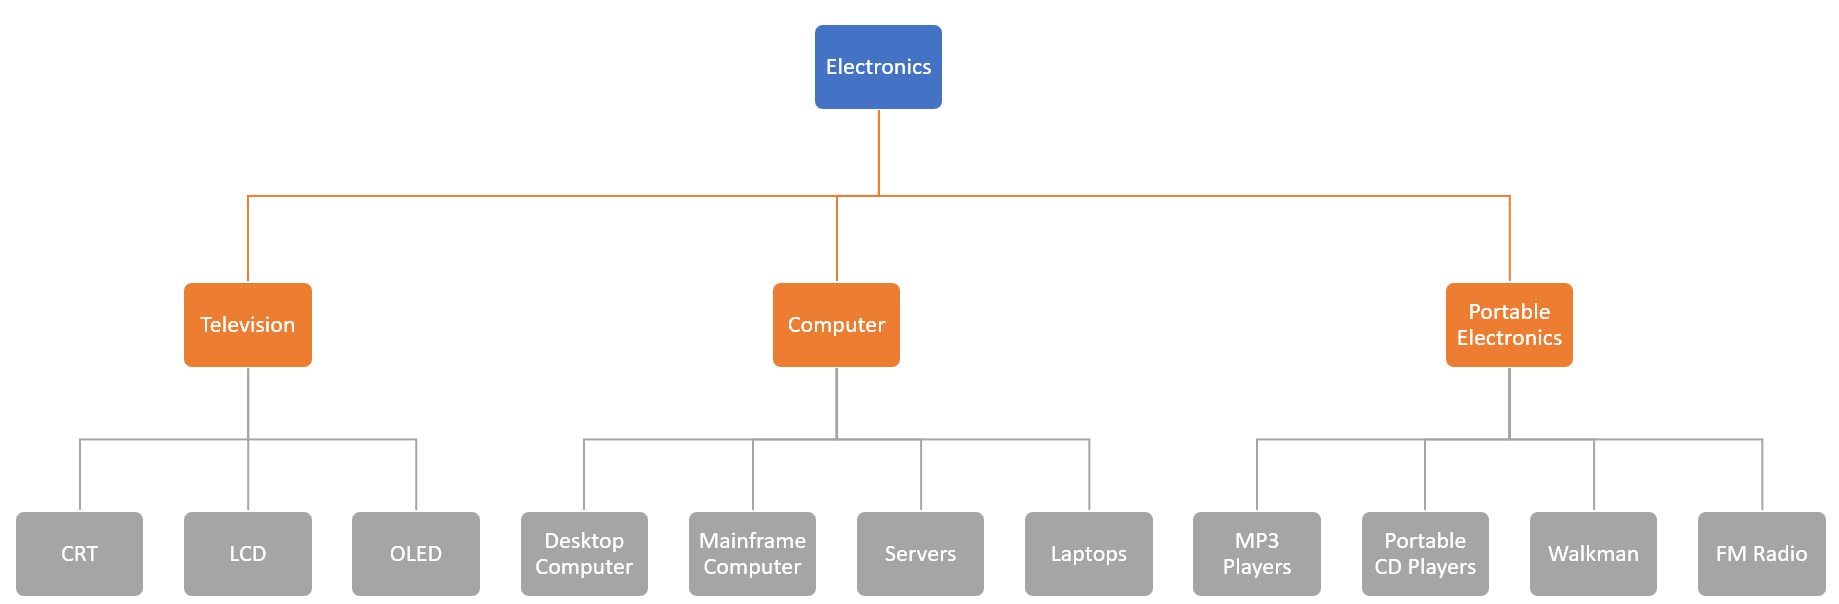 Electronics
Television
Computer
Portable
Electronics
CRT
LCD
OLED
Desktop
Computer
Mainframe
Computer
Servers
Laptops
MP3
Players
Portable
CD Players
Walkman
FM Radio